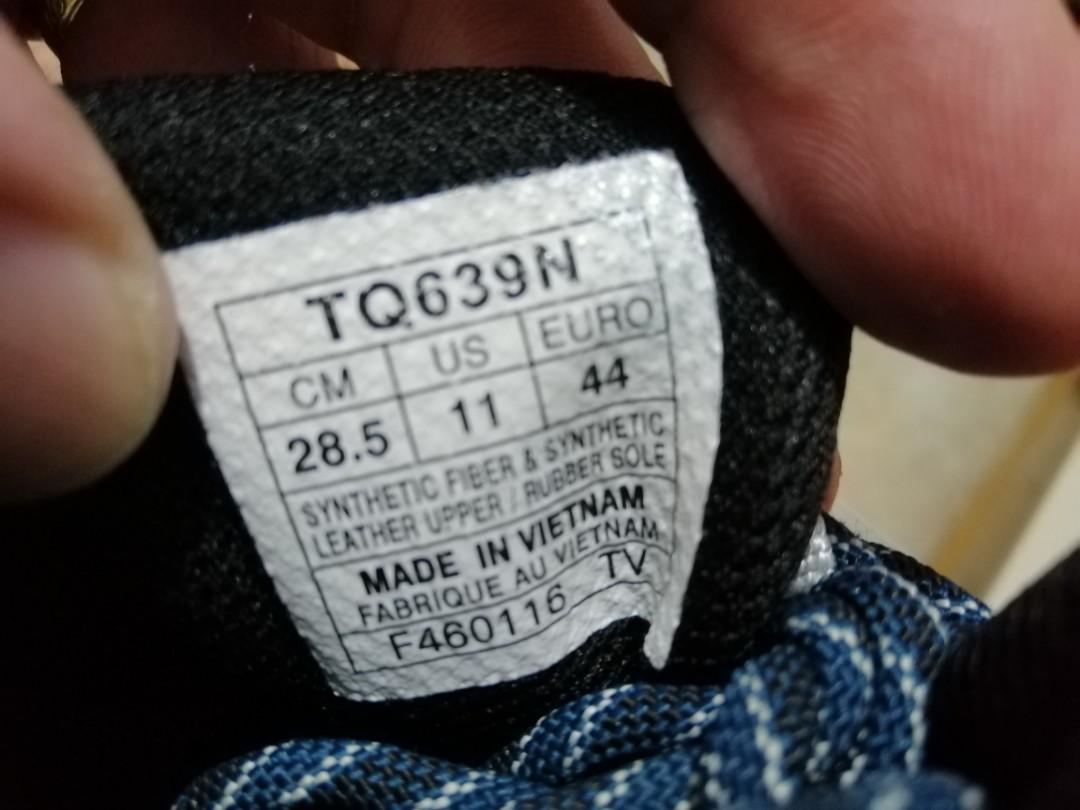 TQ639N
CM US EURO
28.5 11 44
SYNTHETIC FIBER & SYNTHETIC
LEATHER UPPER / RUBBER SOLE
MADE IN VIETNAM
FABRIQUE AU VIETNAM
F460116 TV